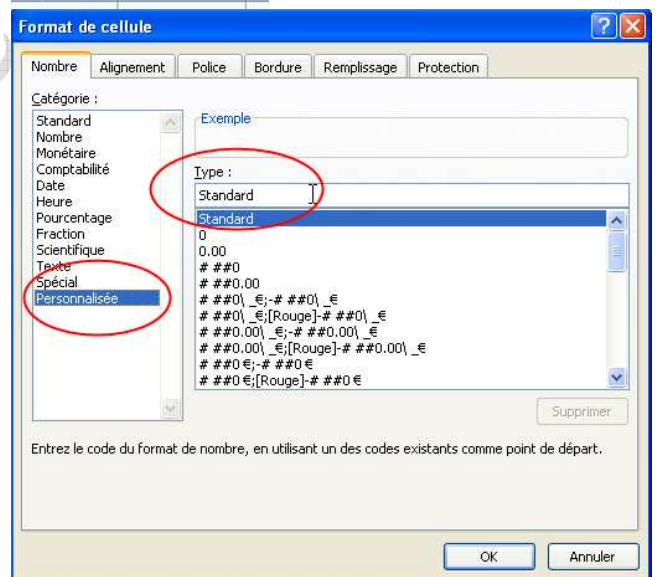 Format de cellule
Nombre Alignement Police Bordure Remplissage Protection
Catégorie :
Standard
Nombre
Monétaire
Comptabilité
Date
Heure
Pourcentage
Fraction
Scientifique
Texte
Spécial
Personnalisée
Exemple
Type :
Standard
Standard
0
0.00
# ##0
# ##0.00
# ##0\ _€;-# ##0\ _€
# ##0\ _€;[Rouge]-# ##0\ _€
# ##0.00\ _€;-# ##0.00\ _€
# ##0.00\ _€;[Rouge]-# ##0.00\ _€
# ##0 €;-# ##0 €
# ##0 €;[Rouge]-# ##0 €
Supprimer
Entrez le code du format de nombre, en utilisant un des codes existants comme point de départ.
OK Annuler